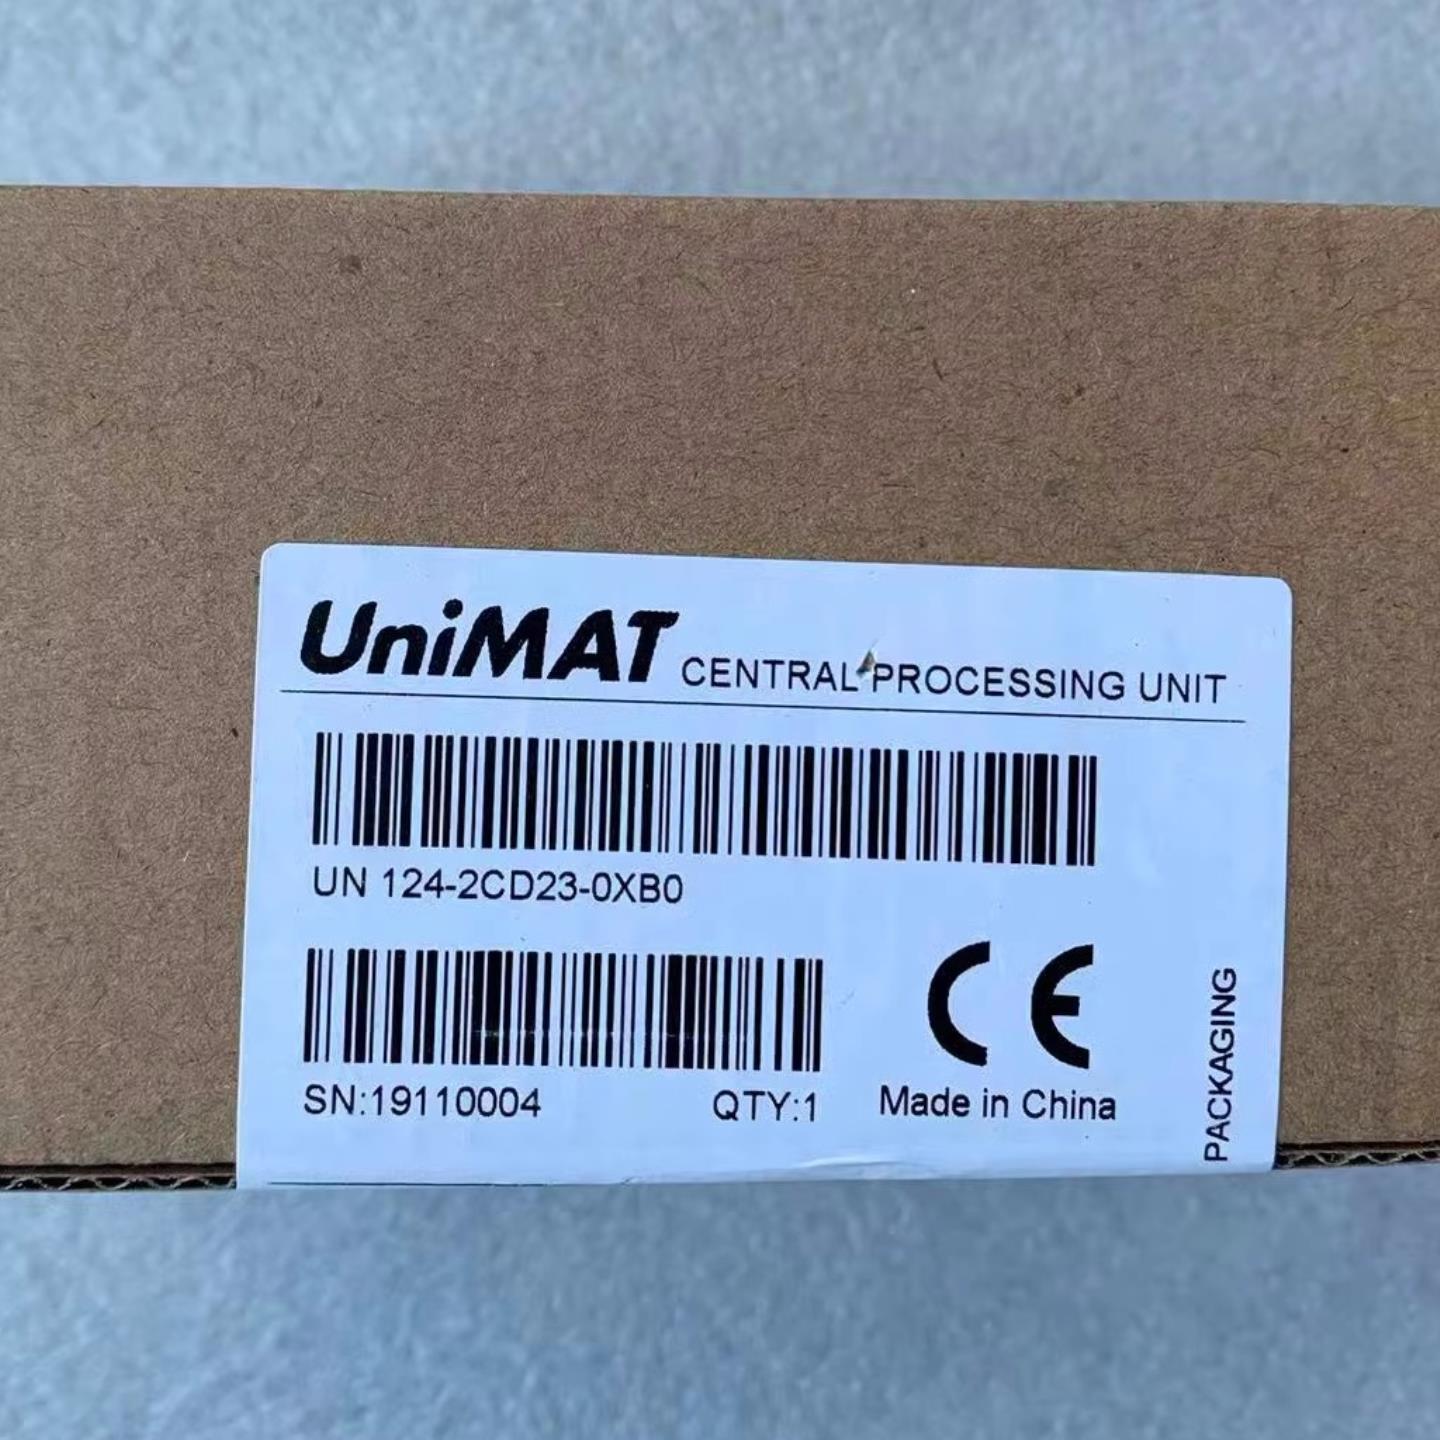 UniMAT CENTRAL PROCESSING UNIT
UN 124-2CD23-0XB0
SN:19110004 QTY:1
Made in China
PACKAGING